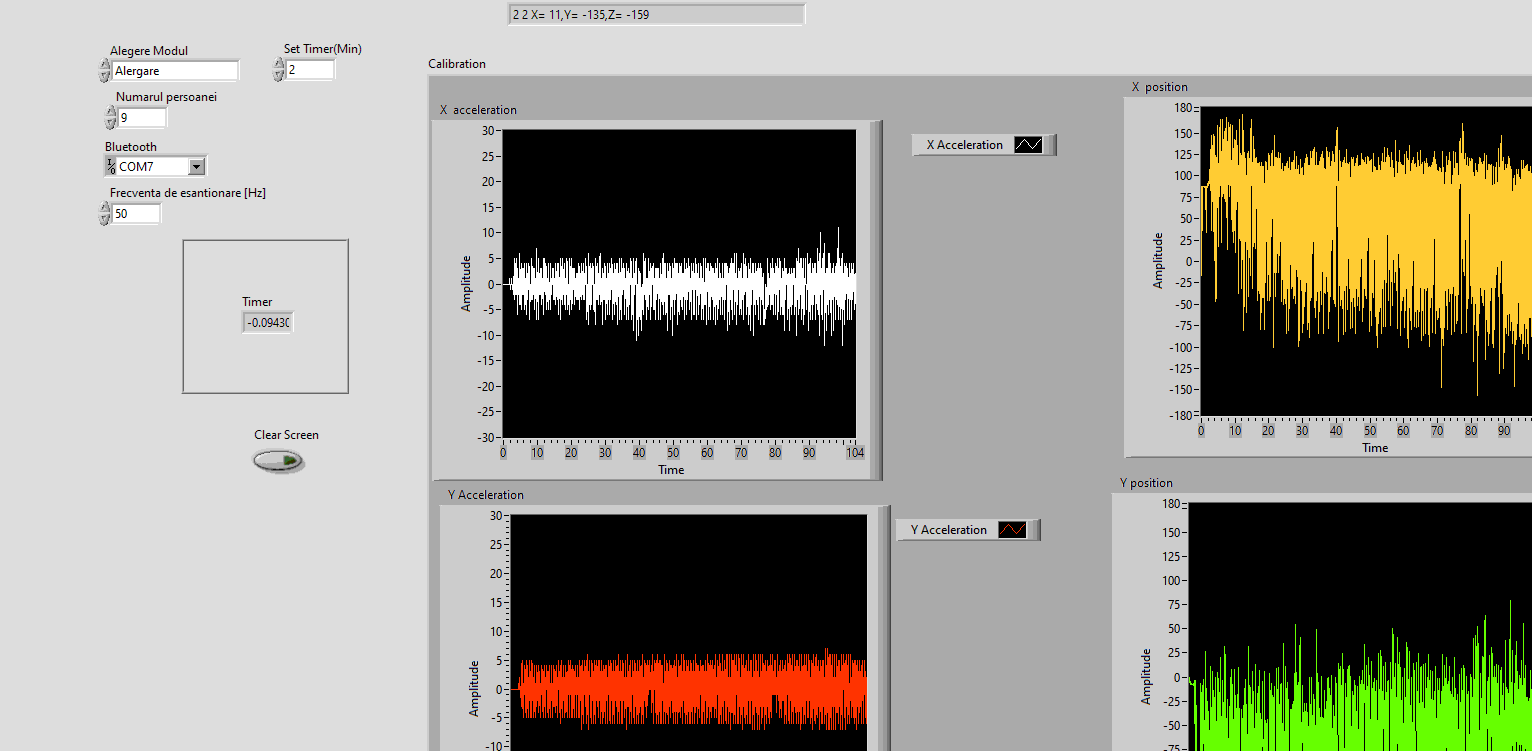 2 2 X= 11,Y= -135,Z= -159
Alegere Modul
Alergare
Set Timer(Min)
2
Numarul persoanei
9
Bluetooth
COM7
Frecventa de esantionare [Hz]
50
Timer
-0.0943
Clear Screen
Calibration
X acceleration
30
25
20
15
10
5
0
-5
-10
-15
-20
-25
-30
Amplitude
0 10 20 30 40 50 60 70 80 90 104
Time
X Acceleration
X position
180
150
125
100
75
50
25
0
-25
-50
-75
-100
-125
-150
-180
Amplitude
0 10 20 30 40 50 60 70 80 90
Time
Y Acceleration
30
25
20
15
10
5
0
-5
-10
Amplitude
Y Acceleration
Y position
180
150
125
100
75
50
25
0
-25
-50
-75
Amplitude